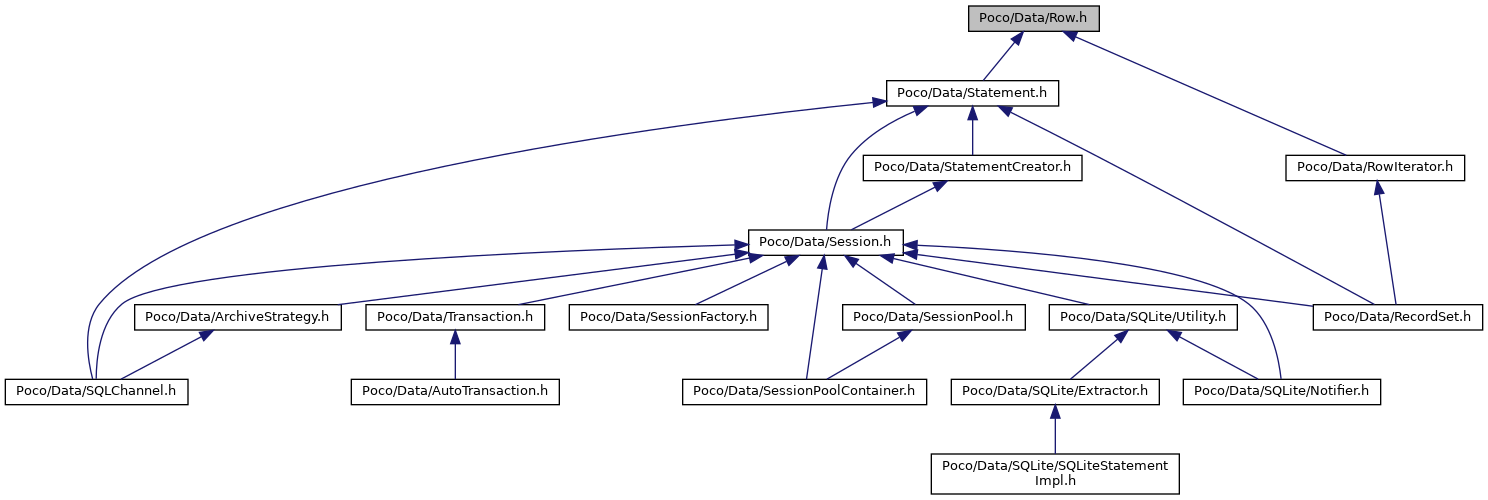 Poco/Data/Row.h
Poco/Data/Statement.h
Poco/Data/StatementCreator.h
Poco/Data/RowIterator.h
Poco/Data/Session.h
Poco/Data/ArchiveStrategy.h
Poco/Data/Transaction.h
Poco/Data/SessionFactory.h
Poco/Data/SessionPool.h
Poco/Data/SQLite/Utility.h
Poco/Data/RecordSet.h
Poco/Data/SQLChannel.h
Poco/Data/AutoTransaction.h
Poco/Data/SessionPoolContainer.h
Poco/Data/SQLite/Extractor.h
Poco/Data/SQLite/Notifier.h
Poco/Data/SQLite/SQLiteStatement
Impl.h